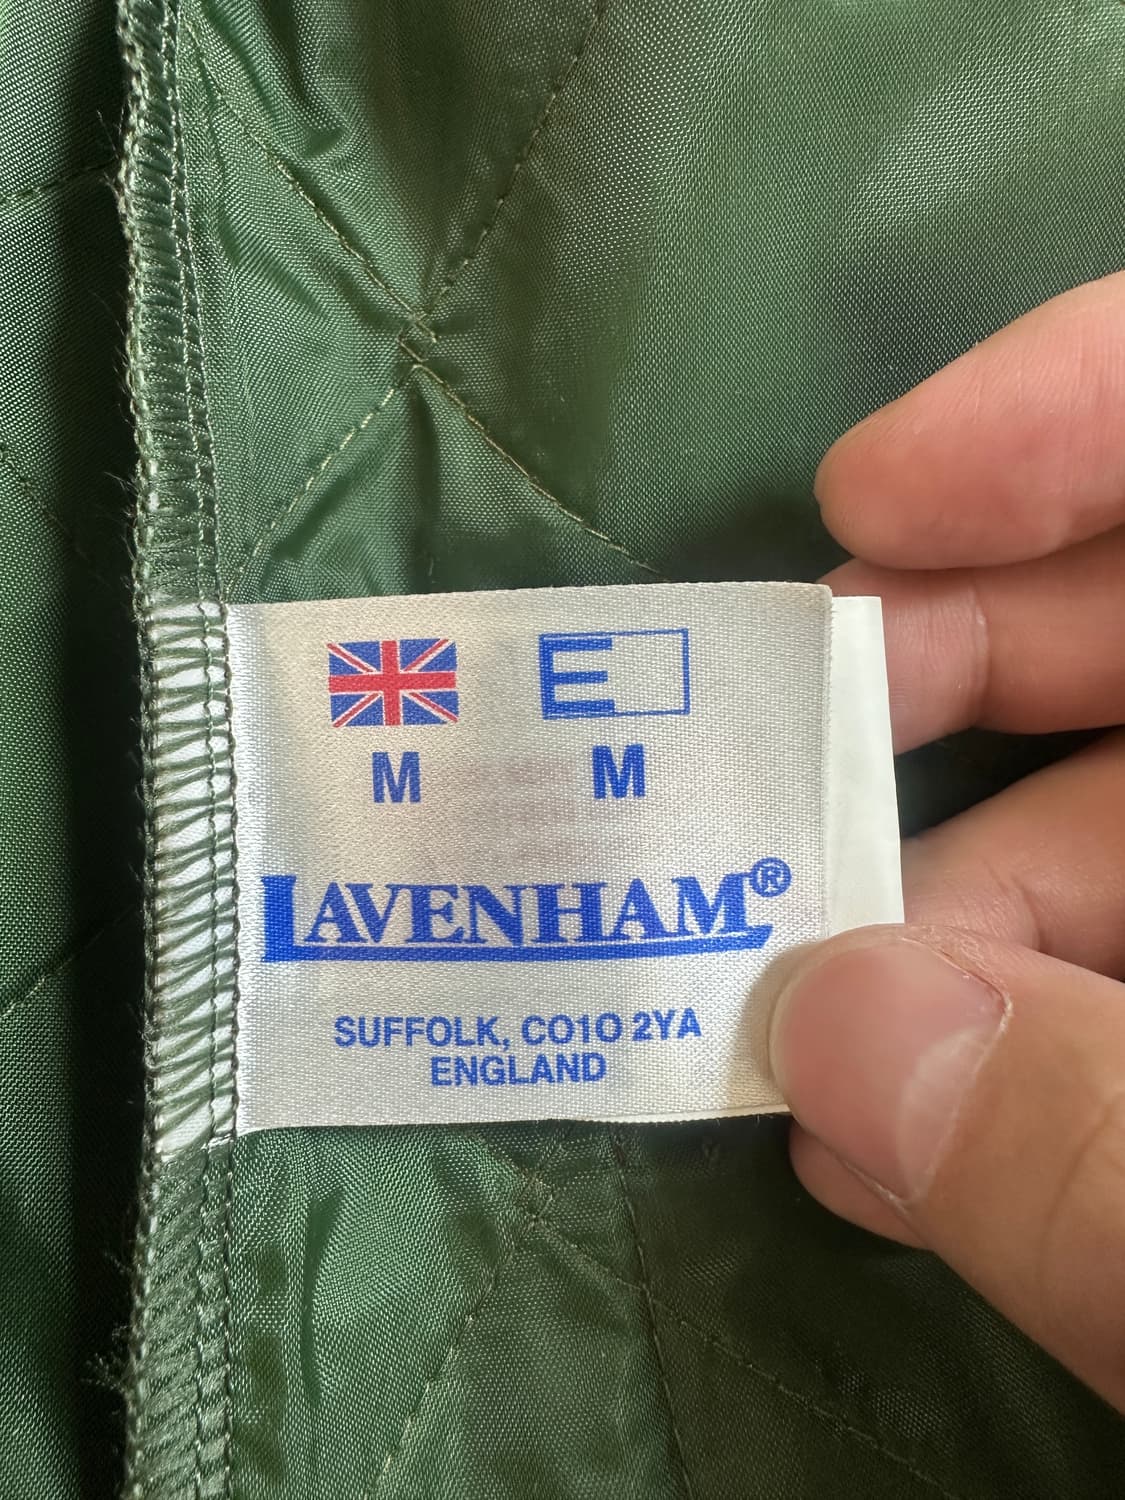 E
M M
LAVENHAM®
SUFFOLK, CO10 2YA
ENGLAND